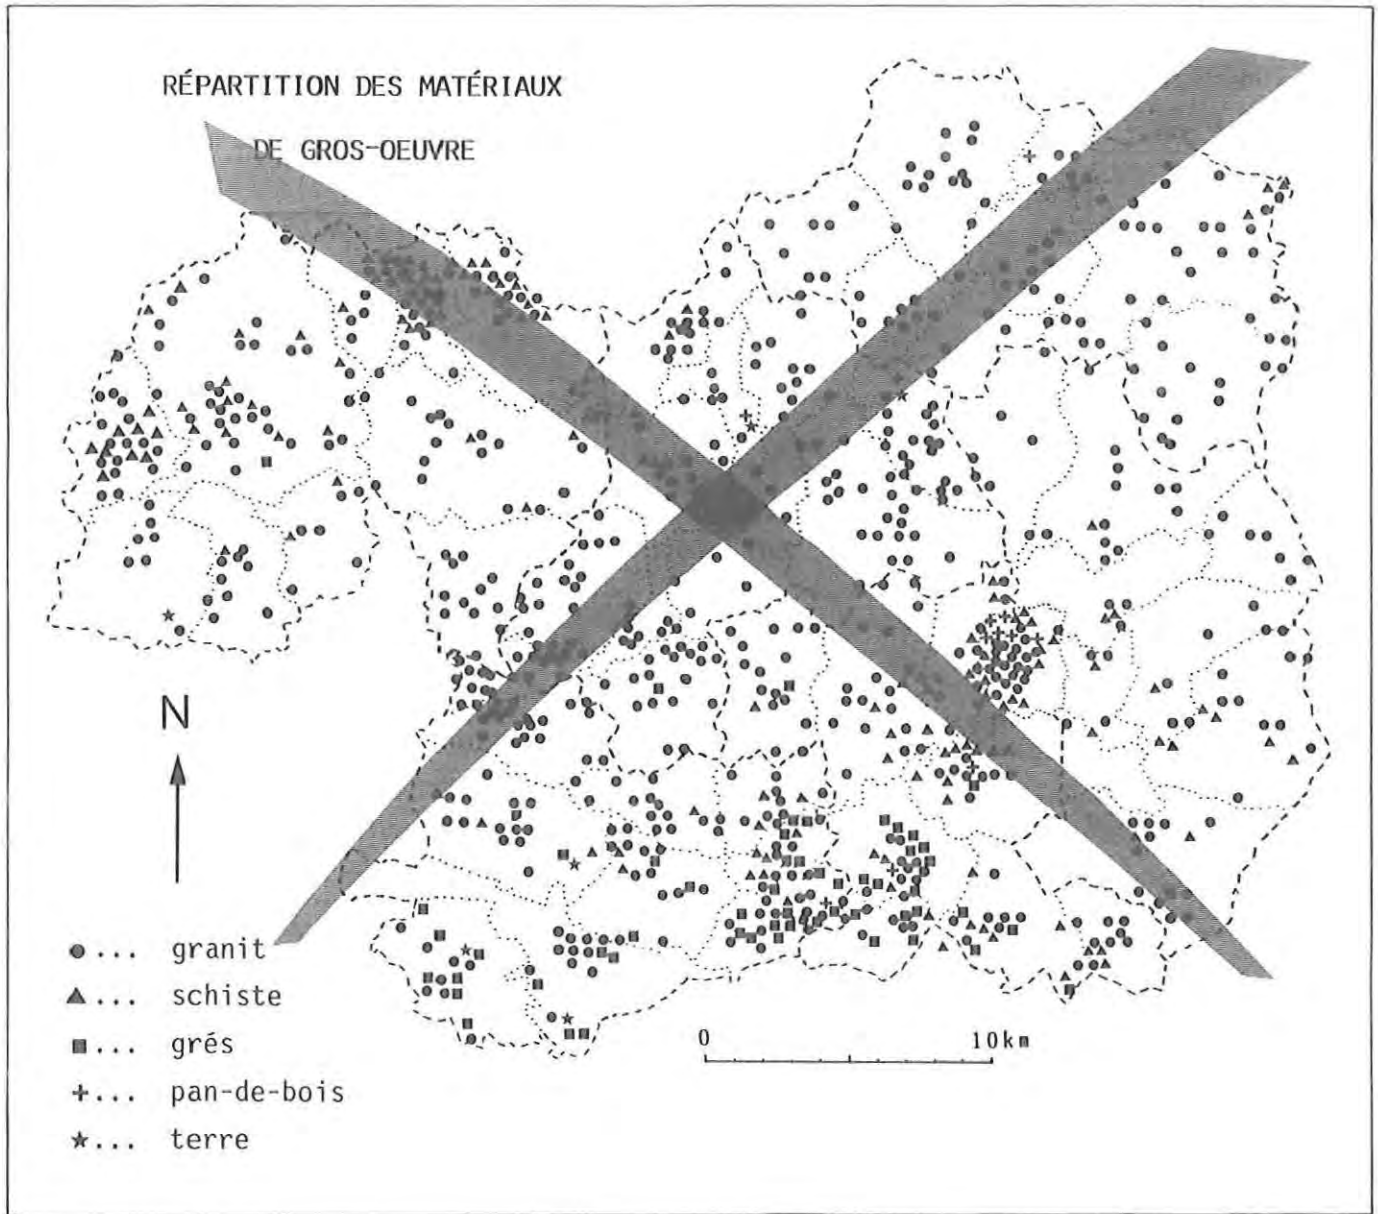 RÉPARTITION DES MATÉRIAUX
DE GROS-OEUVRE
N
●... granit
▲... schiste
■... grés
+... pan-de-bois
★... terre
0 10km